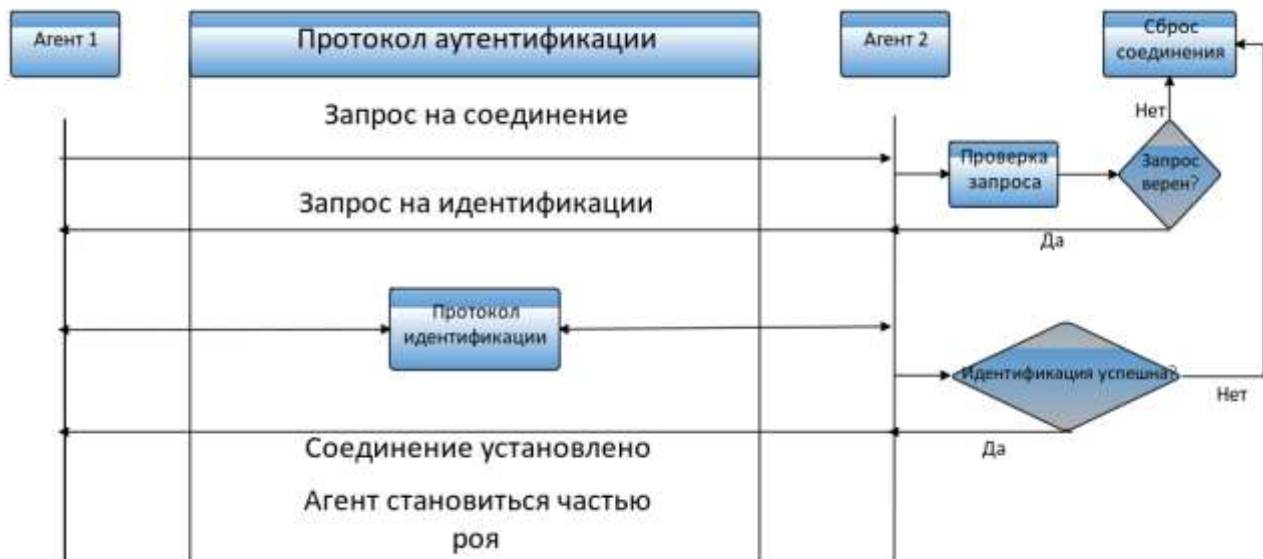 Агент 1
Протокол аутентификации
Агент 2
Сброс
соединения
Запрос на соединение
Нет
Проверка
запроса
Запрос
верен?
Запрос на идентификации
Да
Протокол
идентификации
Идентификация успешна?
Нет
Соединение установлено
Да
Агент становиться частью
роя